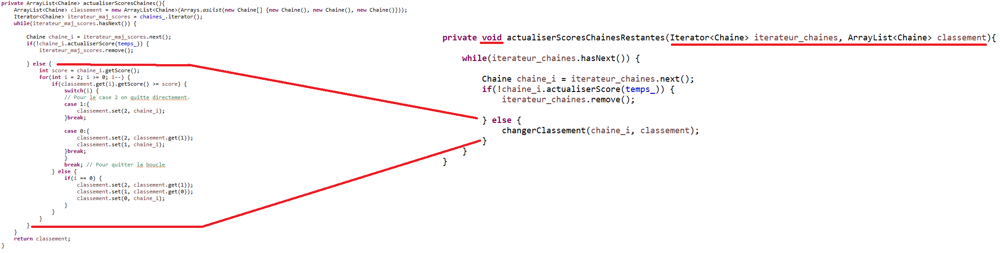 private ArrayList<Chaine> actualiserScoresChaines(){
ArrayList<Chaine> classement = new ArrayList<Chaine>(Arrays.asList(new Chaine[] {new Chaine(), new Chaine(), new Chaine()}));
Iterator<Chaine> iterateur_maj_scores = chaines_.iterator();
while(iterateur_maj_scores.hasNext()) {
Chaine chaine_i = iterateur_maj_scores.next();
if(!chaine_i.actualiserScore(temps_)) {
iterateur_maj_scores.remove();
} else {
int score = chaine_i.getScore();
for(int i = 2; i >= 0; i--) {
if(classement.get(i).getScore() >= score) {
switch(i) {
// Pour le case 2 on quitte directement.
case 1:{
classement.set(2, chaine_i);
}break;
case 0:{
classement.set(2, classement.get(1));
classement.set(1, chaine_i);
}break;
}
break; // Pour quitter la boucle
} else {
if(i == 0) {
classement.set(2, classement.get(1));
classement.set(1, classement.get(0));
classement.set(0, chaine_i);
}
}
}
}
}
return classement;
}
private void actualiserScoresChainesRestantes(Iterator<Chaine> iterateur_chaines, ArrayList<Chaine> classement){
while(iterateur_chaines.hasNext()) {
Chaine chaine_i = iterateur_chaines.next();
if(!chaine_i.actualiserScore(temps_)) {
iterateur_chaines.remove();
} else {
changerClassement(chaine_i, classement);
}
}
}